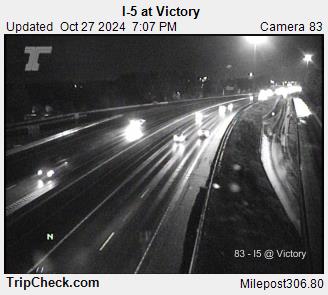 I-5 at Victory
Updated Oct 27 2024 7:07 PM Camera 83
N
83 - I5 @ Victory
TripCheck.com Milepost306.80